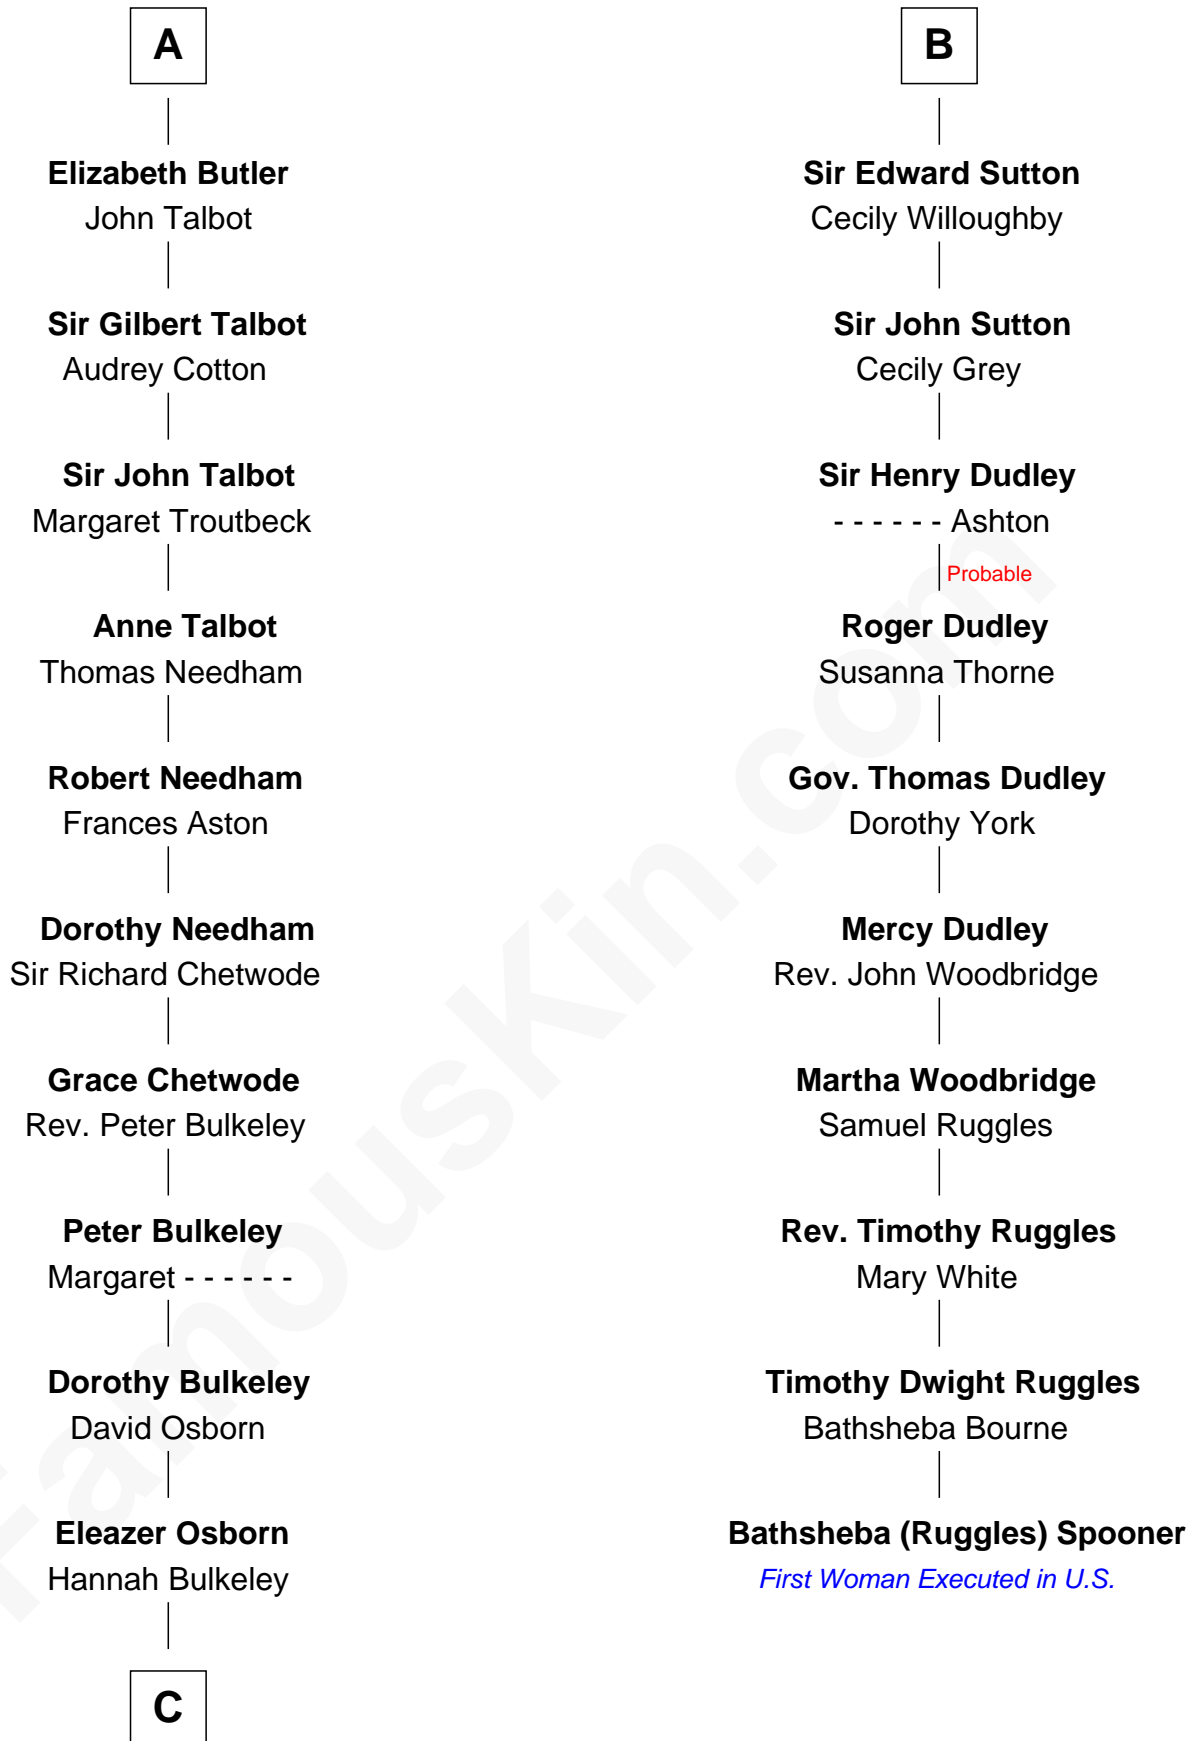 A
Elizabeth Butler
John Talbot
Sir Gilbert Talbot
Audrey Cotton
Sir John Talbot
Margaret Troutbeck
Anne Talbot
Thomas Needham
Robert Needham
Frances Aston
Dorothy Needham
Sir Richard Chetwode
Grace Chetwode
Rev. Peter Bulkeley
Peter Bulkeley
Margaret - - - - - -
Dorothy Bulkeley
David Osborn
Eleazer Osborn
Hannah Bulkeley
C
B
Sir Edward Sutton
Cecily Willoughby
Sir John Sutton
Cecily Grey
Sir Henry Dudley
- - - - - - Ashton
Probable
Roger Dudley
Susanna Thorne
Gov. Thomas Dudley
Dorothy York
Mercy Dudley
Rev. John Woodbridge
Martha Woodbridge
Samuel Ruggles
Rev. Timothy Ruggles
Mary White
Timothy Dwight Ruggles
Bathsheba Bourne
Bathsheba (Ruggles) Spooner
First Woman Executed in U.S.
FamousKin.com